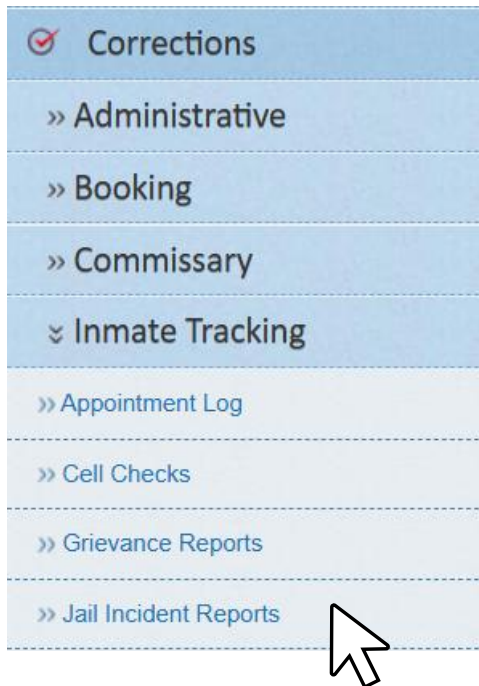 Corrections
» Administrative
» Booking
» Commissary
Inmate Tracking
» Appointment Log
» Cell Checks
» Grievance Reports
» Jail Incident Reports